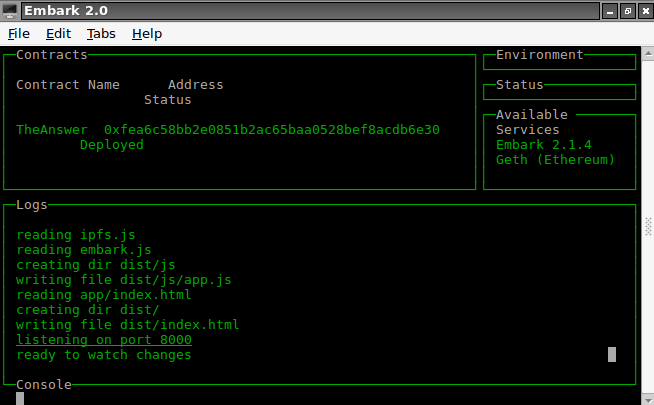 Embark 2.0
File Edit Tabs Help
Contracts
Contract Name Address
Status
TheAnswer 0xfea6c58bb2e0851b2ac65baa0528bef8acdb6e30
Deployed
Environment
Status
Available
Services
Embark 2.1.4
Geth (Ethereum)
Logs
reading ipfs.js
reading embark.js
creating dir dist/js
writing file dist/js/app.js
reading app/index.html
creating dir dist/
writing file dist/index.html
listening on port 8000
ready to watch changes
Console